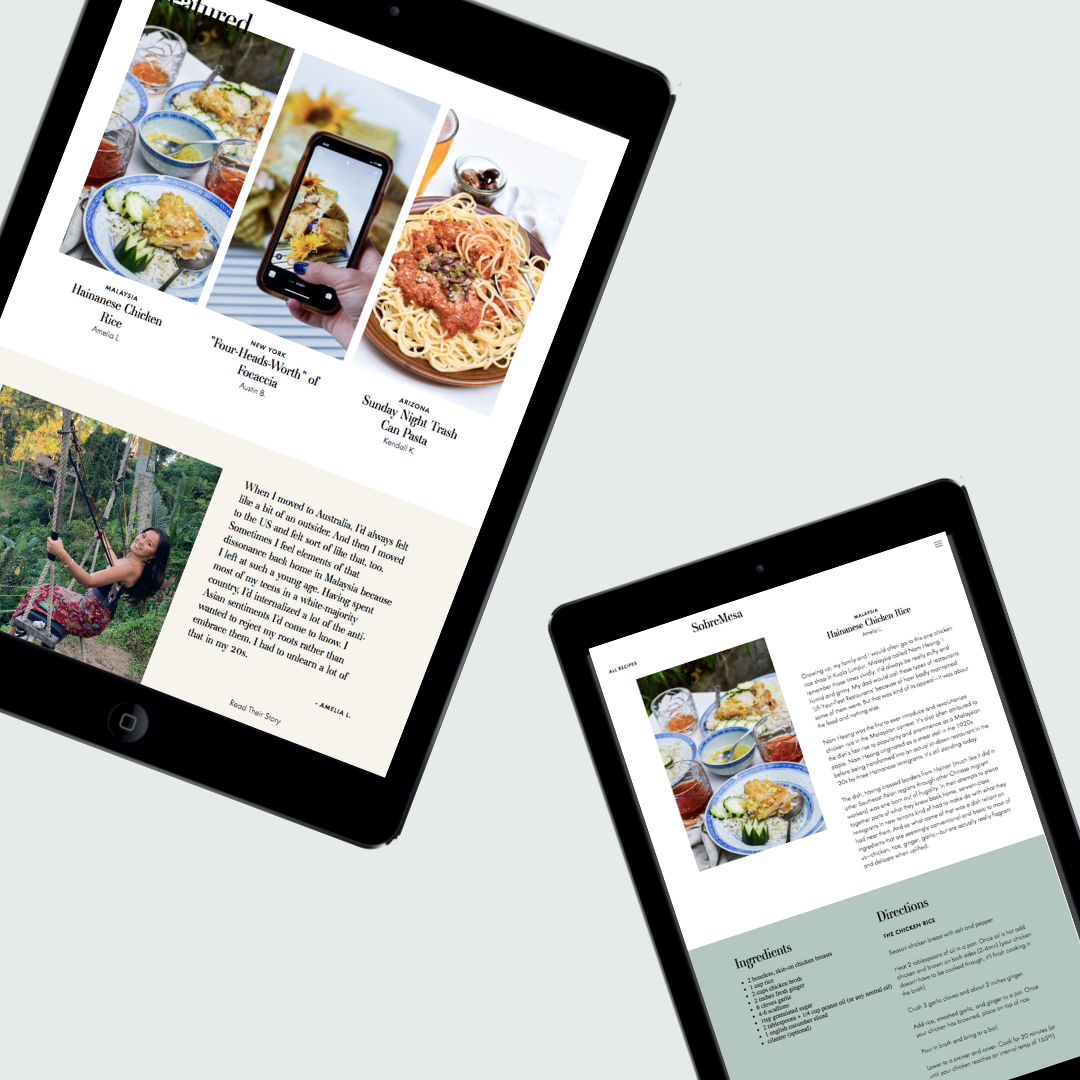 Featured
MALAYSIA
Hainanese Chicken
Rice
Amelia L.
NEW YORK
"Four-Heads-Worth" of
Focaccia
Austin B.
ARIZONA
Sunday Night Trash
Can Pasta
Kendall K.
When I moved to Australia, I'd always felt
like a bit of an outsider. And then I moved
to the US and felt sort of like that, too.
Sometimes I feel elements of that
dissonance back home in Malaysia because
I left at such a young age. Having spent
most of my teens in a white-majority
country, I'd internalized a lot of the anti-
Asian sentiments I'd come to know. I
wanted to reject my roots rather than
embrace them. I had to unlearn a lot of
that in my 20s.
- AMELIA L.
Read Their Story
SobreMesa
ALL RECIPES
MALAYSIA
Hainanese Chicken Rice
Amelia L.
Growing up, my family and I would often go to this one chicken
rice shop in Kuala Lumpur, Malaysia called Nam Heong. I
remember those times vividly: it'd always be really stuffy and
humid and grimy. My dad would call these types of restaurants
"Lift-Your-Feet Restaurants" because of how badly maintained
some of them were. But that was kind of its appeal—it was about
the food and nothing else.
Nam Heong was the first to ever introduce and revolutionize
chicken rice in the Malaysian context. It's also often attributed to
the dish's fast rise to popularity and prominence as a Malaysian
staple. Nam Heong originated as a street stall in the 1920s
before being transformed into an actual sit-down restaurant in the
'30s by three Hainanese immigrants. It's still standing today.
The dish, having crossed borders from Hainan (much like it did in
other Southeast Asian regions through other Chinese migrant
workers) was one born out of frugality. In their attempts to piece
together parts of what they knew back home, servant-class
immigrants in new terrains kind of had to make do with what they
had near them. And so what came of that was a dish reliant on
ingredients that are seemingly conventional and basic to most of
us—chicken, rice, ginger, garlic—but are actually really fragrant
and delicate when uplifted.
Ingredients
2 boneless, skin-on chicken breasts
1 cup rice
2 cups chicken broth
2 inches fresh ginger
6 cloves garlic
4-6 scallions
1tsp granulated sugar
2 tablespoons + 1/4 cup peanut oil (or any neutral oil)
1 english cucumber sliced
cilantro (optional)
Directions
THE CHICKEN RICE
Season chicken breast with salt and pepper
Heat 2 tablespoons of oil in a pan. Once oil is hot add
chicken and brown on both sides (2-4min) (your chicken
doesn't have to be cooked through, it'll finish cooking in
the broth)
Crush 3 garlic cloves and about 2 inches ginger.
Add rice, smashed garlic, and ginger to a pot. Once
your chicken has browned, place on top of rice.
Pour in broth and bring to a boil.
Lower to a simmer and cover. Cook for 20 minutes (or
until your chicken reaches an internal temp of 165°F)